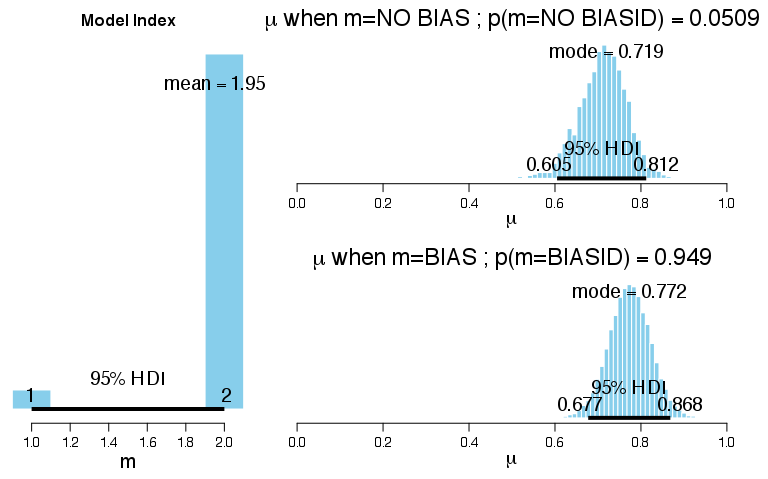 Model Index
mean = 1.95
95% HDI
1 2
1.0 1.2 1.4 1.6 1.8 2.0
m
μ when m=NO BIAS ; p(m=NO BIASID) = 0.0509
mode = 0.719
95% HDI
0.605 0.812
0.0 0.2 0.4 0.6 0.8 1.0
μ
μ when m=BIAS ; p(m=BIASID) = 0.949
mode = 0.772
95% HDI
0.677 0.868
0.0 0.2 0.4 0.6 0.8 1.0
μ